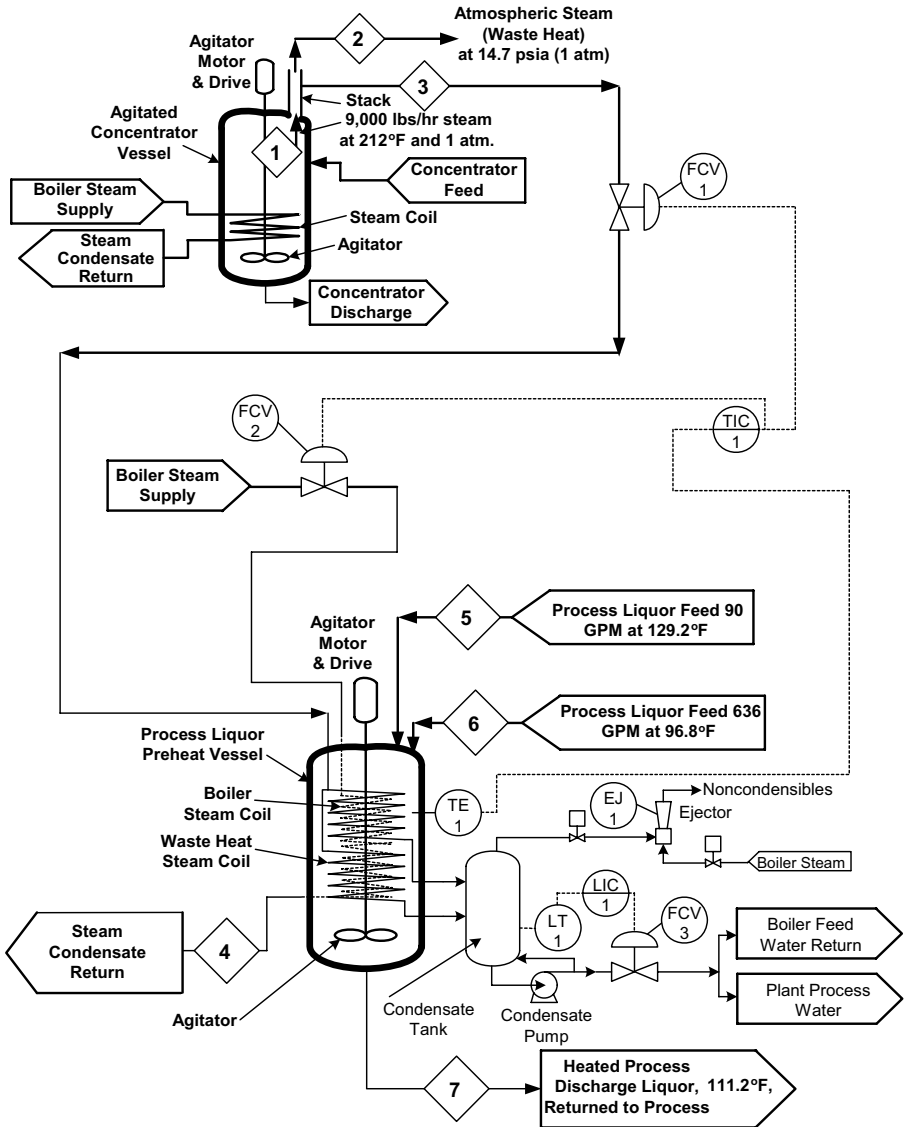 Atmospheric Steam
(Waste Heat)
at 14.7 psia (1 atm)
2
Agitator
Motor
& Drive
3
Stack
9,000 lbs/hr steam
at 212°F and 1 atm.
Agitated
Concentrator
Vessel
1
FCV
1
Concentrator
Feed
Boiler Steam
Supply
Steam Coil
Steam
Condensate
Return
Agitator
Concentrator
Discharge
FCV
2
TIC
1
Boiler Steam
Supply
5
Process Liquor Feed 90
GPM at 129.2°F
Agitator
Motor
& Drive
6
Process Liquor Feed 636
GPM at 96.8°F
Process Liquor
Preheat Vessel
Boiler
Steam Coil
TE
1
EJ
1
Noncondensibles
Ejector
Waste Heat
Steam Coil
Boiler Steam
LIC
1
LT
1
FCV
3
Steam
Condensate
Return
4
Boiler Feed
Water Return
Plant Process
Water
Agitator
Condensate
Tank
Condensate
Pump
7
Heated Process
Discharge Liquor, 111.2°F,
Returned to Process